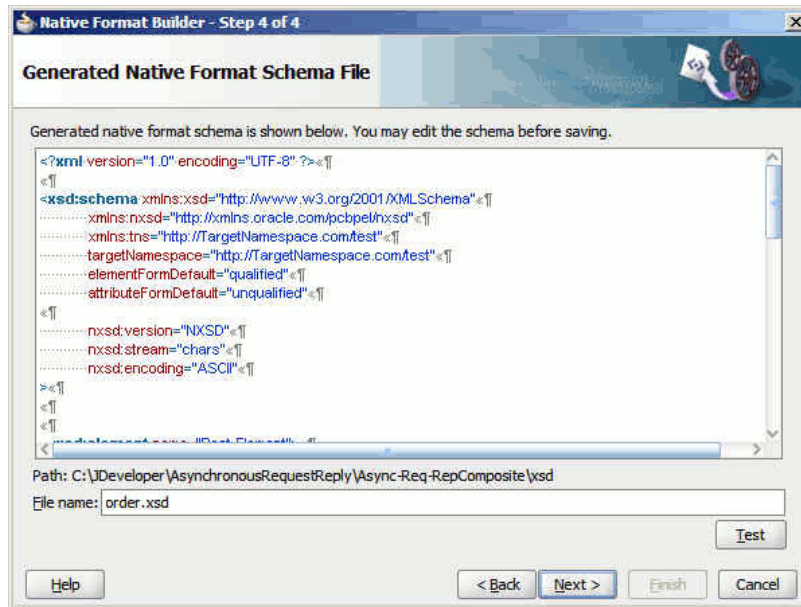 Native Format Builder - Step 4 of 4
Generated Native Format Schema File
Generated native format schema is shown below. You may edit the schema before saving.
<?xml version="1.0" encoding="UTF-8" ?>«¶
«¶
<xsd:schema xmlns:xsd="http://www.w3.org/2001/XMLSchema"«¶
xmlns:nxsd="http://xmlns.oracle.com/pcbpel/nxsd"«¶
xmlns:tns="http://TargetNamespace.com/test"«¶
targetNamespace="http://TargetNamespace.com/test"«¶
elementFormDefault="qualified"«¶
attributeFormDefault="unqualified"«¶
«¶
nxsd:version="NXSD"«¶
nxsd:stream="chars"«¶
nxsd:encoding="ASCII"«¶
>«¶
«¶
«¶
Path: C:\JDeveloper\AsynchronousRequestReply\Async-Req-RepComposite\xsd
File name: order.xsd
Test
Help < Back Next > Finish Cancel